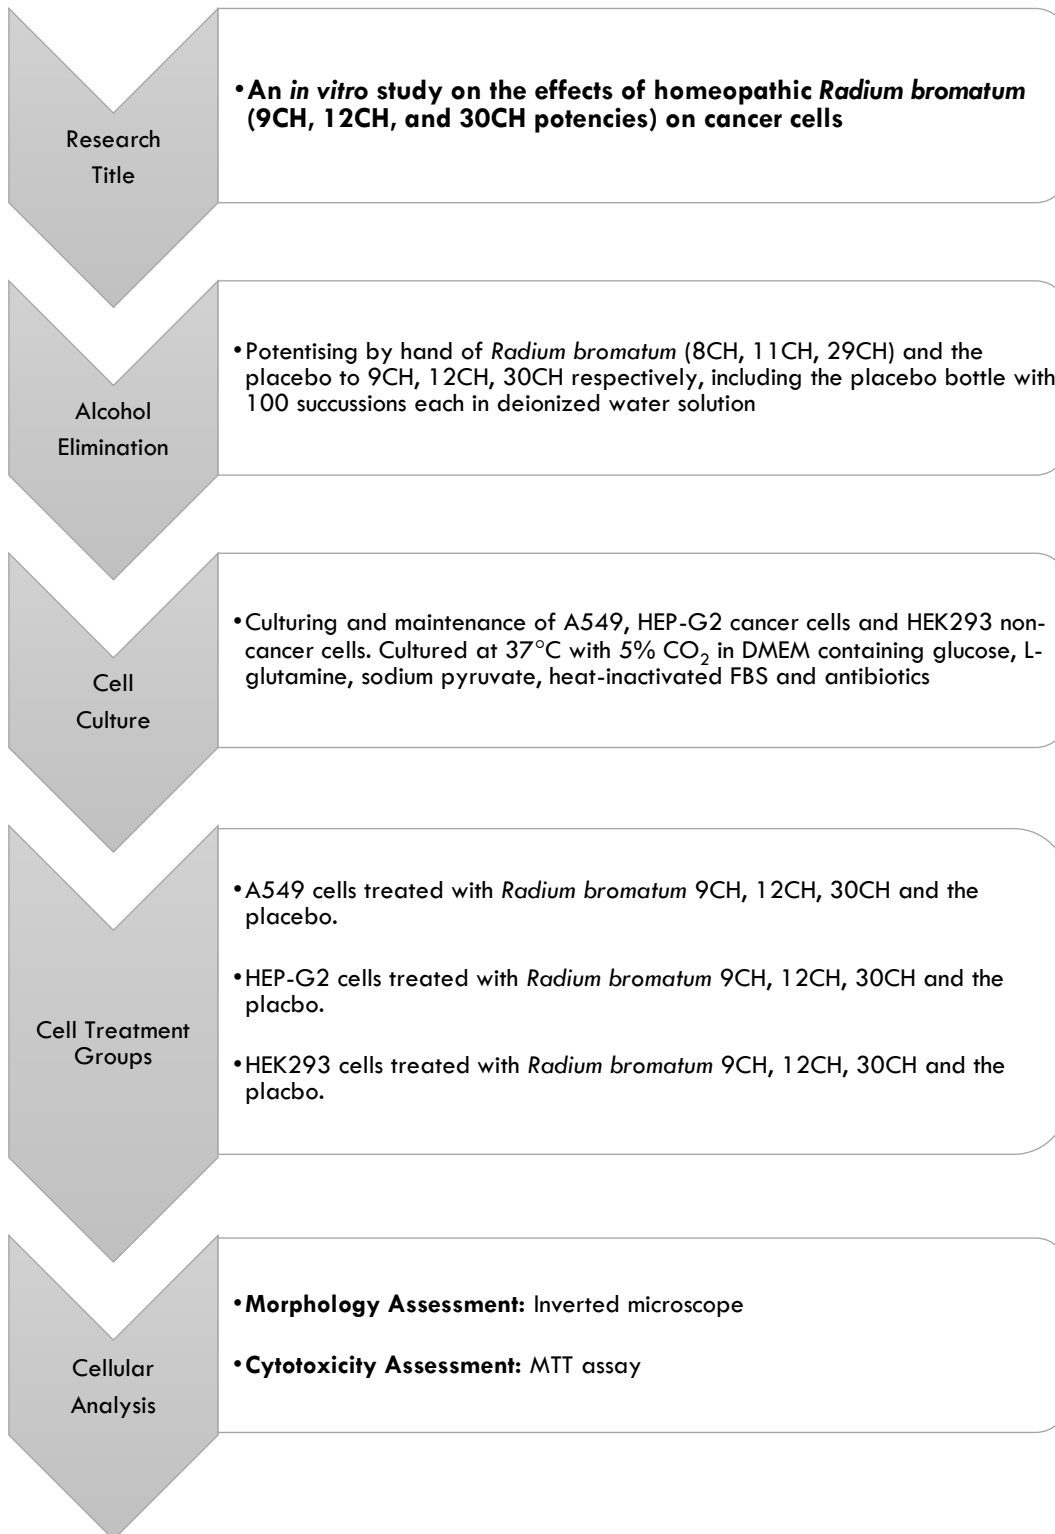 Research
Title
•An in vitro study on the effects of homeopathic Radium bromatum
(9CH, 12CH, and 30CH potencies) on cancer cells
Alcohol
Elimination
•Potentising by hand of Radium bromatum (8CH, 11CH, 29CH) and the
placebo to 9CH, 12CH, 30CH respectively, including the placebo bottle with
100 succussions each in deionized water solution
Cell
Culture
•Culturing and maintenance of A549, HEP-G2 cancer cells and HEK293 non-
cancer cells. Cultured at 37°C with 5% CO₂ in DMEM containing glucose, L-
glutamine, sodium pyruvate, heat-inactivated FBS and antibiotics
Cell Treatment
Groups
•A549 cells treated with Radium bromatum 9CH, 12CH, 30CH and the
placebo.
•HEP-G2 cells treated with Radium bromatum 9CH, 12CH, 30CH and the
placbo.
•HEK293 cells treated with Radium bromatum 9CH, 12CH, 30CH and the
placbo.
Cellular
Analysis
•Morphology Assessment: Inverted microscope
•Cytotoxicity Assessment: MTT assay